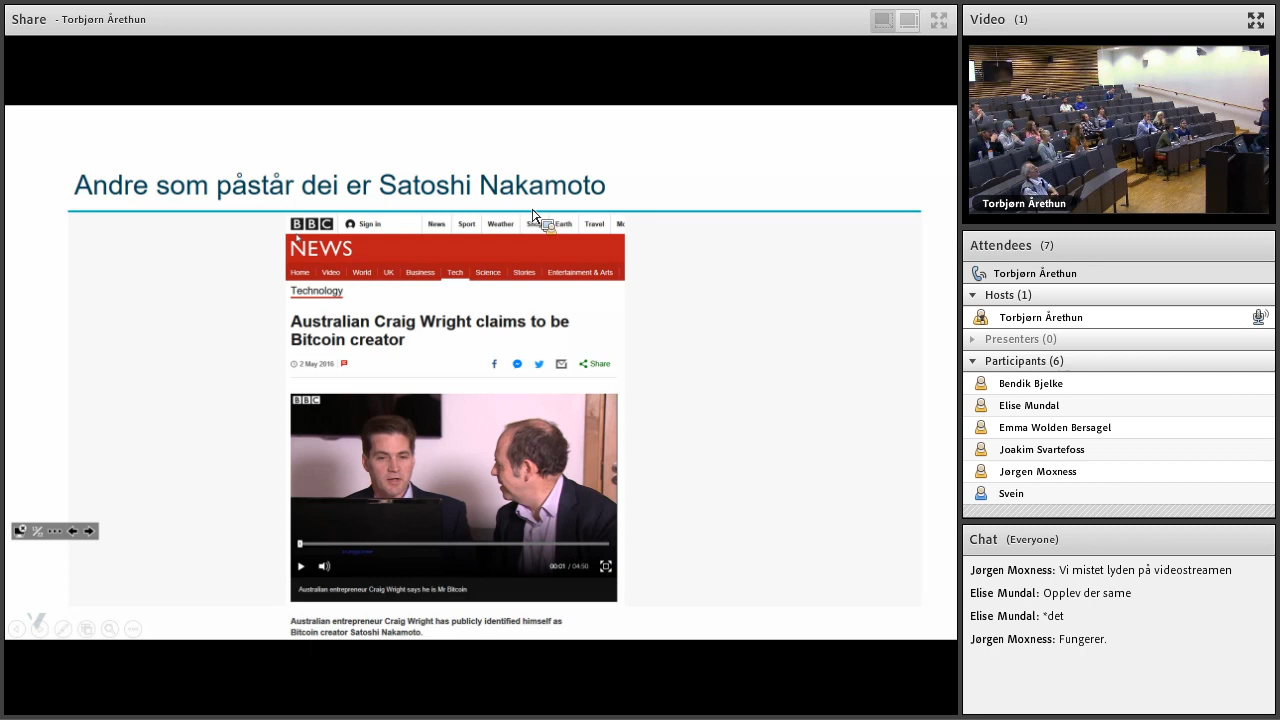 Share - Torbjørn Årethun
Andre som påstår dei er Satoshi Nakamoto
BBC Sign in News Sport Weather Earth Travel
NEWS
Home Video World UK Business Tech Science Stories Entertainment & Arts
Technology
Australian Craig Wright claims to be
Bitcoin creator
2 May 2016 Share
BBC
00:01 / 04:50
Australian entrepreneur Craig Wright says he is Mr Bitcoin
Australian entrepreneur Craig Wright has publicly identified himself as
Bitcoin creator Satoshi Nakamoto.
Video (1)
Torbjørn Årethun
Attendees (7)
Torbjørn Årethun
Hosts (1)
Torbjørn Årethun
Presenters (0)
Participants (6)
Bendik Bjelke
Elise Mundal
Emma Wolden Bersagel
Joakim Svartefoss
Jørgen Moxness
Svein
Chat (Everyone)
Jørgen Moxness: Vi mistet lyden på videostreamen
Elise Mundal: Opplev der same
Elise Mundal: *det
Jørgen Moxness: Fungerer.